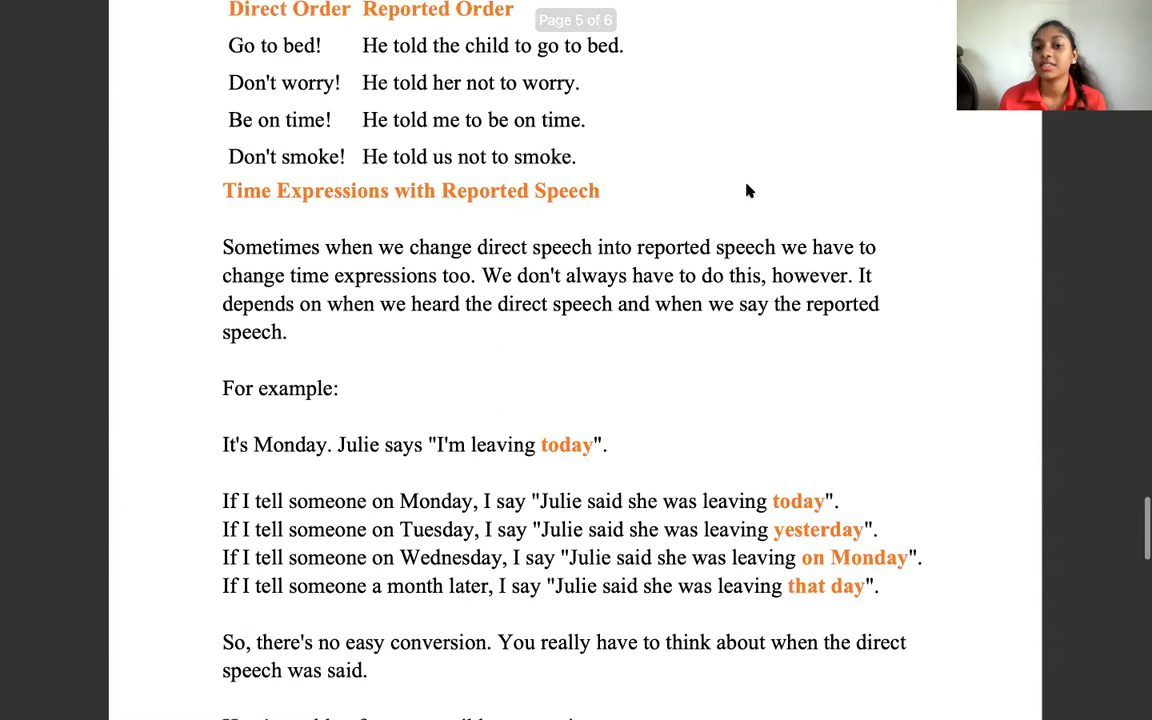 Direct Order Reported Order
Page 5 of 6
Go to bed! He told the child to go to bed.
Don't worry! He told her not to worry.
Be on time! He told me to be on time.
Don't smoke! He told us not to smoke.
Time Expressions with Reported Speech
Sometimes when we change direct speech into reported speech we have to
change time expressions too. We don't always have to do this, however. It
depends on when we heard the direct speech and when we say the reported
speech.
For example:
It's Monday. Julie says "I'm leaving today".
If I tell someone on Monday, I say "Julie said she was leaving today".
If I tell someone on Tuesday, I say "Julie said she was leaving yesterday".
If I tell someone on Wednesday, I say "Julie said she was leaving on Monday".
If I tell someone a month later, I say "Julie said she was leaving that day".
So, there's no easy conversion. You really have to think about when the direct
speech was said.